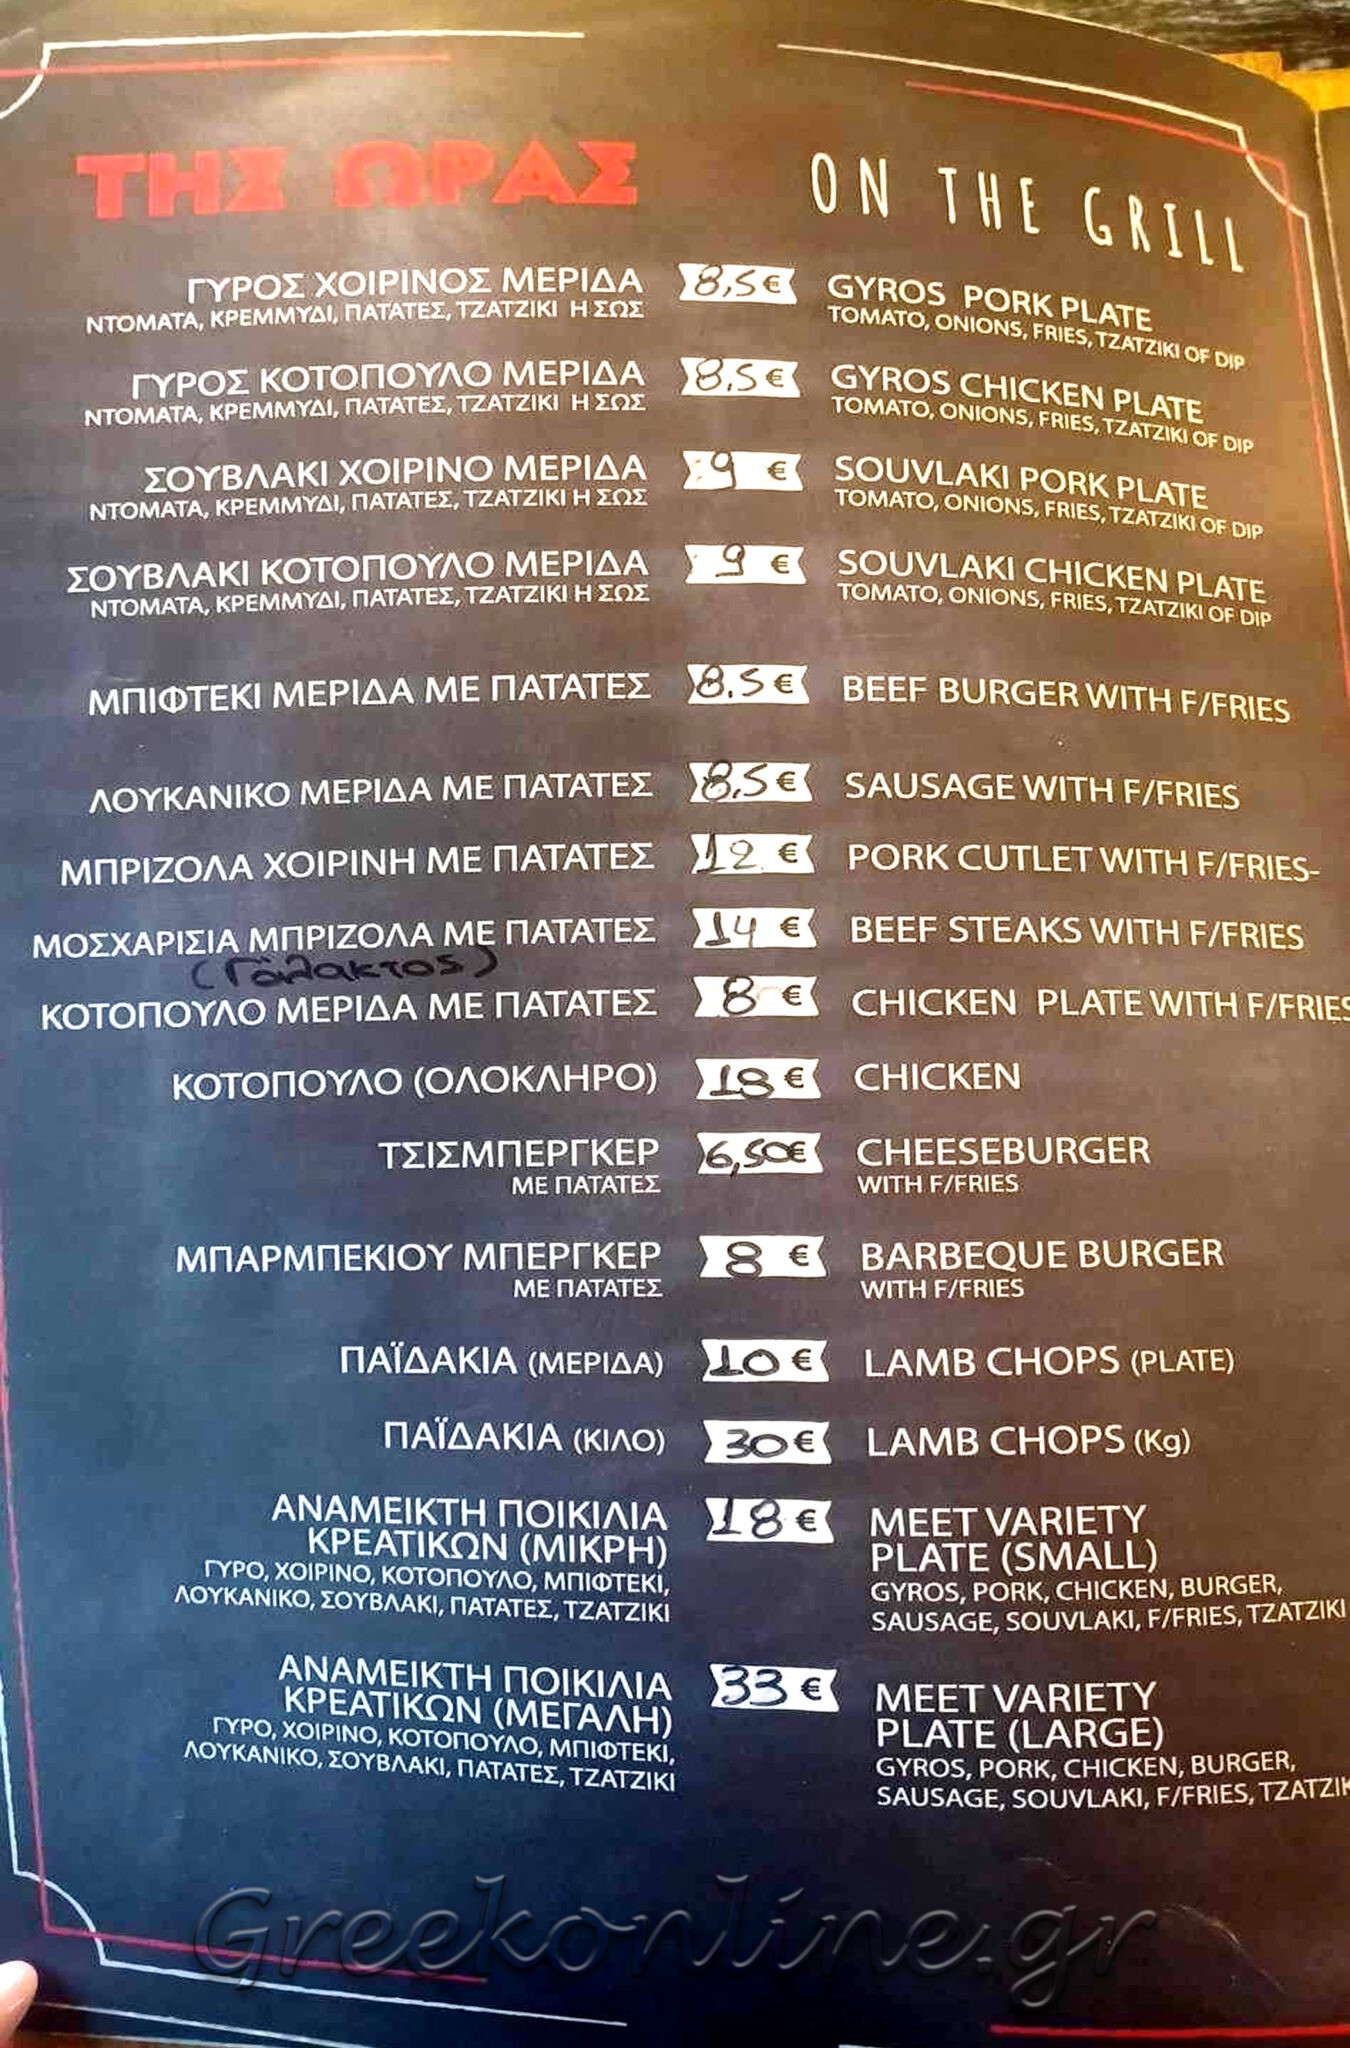 ΤΗΣ ΩΡΑΣ
ON THE GRILL
ΓΥΡΟΣ ΧΟΙΡΙΝΟΣ ΜΕΡΙΔΑ 8,5€ GYROS PORK PLATE
ΝΤΟΜΑΤΑ, ΚΡΕΜΜΥΔΙ, ΠΑΤΑΤΕΣ, ΤΖΑΤΖΙΚΙ Η ΣΩΣ TOMATO, ONIONS, FRIES, TZATZIKI OF DIP
ΓΥΡΟΣ ΚΟΤΟΠΟΥΛΟ ΜΕΡΙΔΑ 8,5€ GYROS CHICKEN PLATE
ΝΤΟΜΑΤΑ, ΚΡΕΜΜΥΔΙ, ΠΑΤΑΤΕΣ, ΤΖΑΤΖΙΚΙ Η ΣΩΣ TOMATO, ONIONS, FRIES, TZATZIKI OF DIP
ΣΟΥΒΛΑΚΙ ΧΟΙΡΙΝΟ ΜΕΡΙΔΑ 9 € SOUVLAKI PORK PLATE
ΝΤΟΜΑΤΑ, ΚΡΕΜΜΥΔΙ, ΠΑΤΑΤΕΣ, ΤΖΑΤΖΙΚΙ Η ΣΩΣ TOMATO, ONIONS, FRIES, TZATZIKI OF DIP
ΣΟΥΒΛΑΚΙ ΚΟΤΟΠΟΥΛΟ ΜΕΡΙΔΑ 9 € SOUVLAKI CHICKEN PLATE
ΝΤΟΜΑΤΑ, ΚΡΕΜΜΥΔΙ, ΠΑΤΑΤΕΣ, ΤΖΑΤΖΙΚΙ Η ΣΩΣ TOMATO, ONIONS, FRIES, TZATZIKI OF DIP
ΜΠΙΦΤΕΚΙ ΜΕΡΙΔΑ ΜΕ ΠΑΤΑΤΕΣ 8.5€ BEEF BURGER WITH F/FRIES
ΛΟΥΚΑΝΙΚΟ ΜΕΡΙΔΑ ΜΕ ΠΑΤΑΤΕΣ 8,5€ SAUSAGE WITH F/FRIES
ΜΠΡΙΖΟΛΑ ΧΟΙΡΙΝΗ ΜΕ ΠΑΤΑΤΕΣ 12 € PORK CUTLET WITH F/FRIES-
ΜΟΣΧΑΡΙΣΙΑ ΜΠΡΙΖΟΛΑ ΜΕ ΠΑΤΑΤΕΣ 14 € BEEF STEAKS WITH F/FRIES
(Γάλακτος)
ΚΟΤΟΠΟΥΛΟ ΜΕΡΙΔΑ ΜΕ ΠΑΤΑΤΕΣ 8 € CHICKEN PLATE WITH F/FRIES
ΚΟΤΟΠΟΥΛΟ (ΟΛΟΚΛΗΡΟ) 18 € CHICKEN
ΤΣΙΣΜΠΕΡΓΚΕΡ 6,50€ CHEESEBURGER
ΜΕ ΠΑΤΑΤΕΣ WITH F/FRIES
ΜΠΑΡΜΠΕΚΙΟΥ ΜΠΕΡΓΚΕΡ 8 € BARBEQUE BURGER
ΜΕ ΠΑΤΑΤΕΣ WITH F/FRIES
ΠΑΪΔΑΚΙΑ (ΜΕΡΙΔΑ) 10 € LAMB CHOPS (PLATE)
ΠΑΪΔΑΚΙΑ (ΚΙΛΟ) 30 € LAMB CHOPS (Kg)
ΑΝΑΜΕΙΚΤΗ ΠΟΙΚΙΛΙΑ 18 € MEET VARIETY
ΚΡΕΑΤΙΚΩΝ (ΜΙΚΡΗ) PLATE (SMALL)
ΓΥΡΟ, ΧΟΙΡΙΝΟ, ΚΟΤΟΠΟΥΛΟ, ΜΠΙΦΤΕΚΙ, GYROS, PORK, CHICKEN, BURGER,
ΛΟΥΚΑΝΙΚΟ, ΣΟΥΒΛΑΚΙ, ΠΑΤΑΤΕΣ, ΤΖΑΤΖΙΚΙ SAUSAGE, SOUVLAKI, F/FRIES, TZATZIKI
ΑΝΑΜΕΙΚΤΗ ΠΟΙΚΙΛΙΑ 33 € MEET VARIETY
ΚΡΕΑΤΙΚΩΝ (ΜΕΓΑΛΗ) PLATE (LARGE)
ΓΥΡΟ, ΧΟΙΡΙΝΟ, ΚΟΤΟΠΟΥΛΟ, ΜΠΙΦΤΕΚΙ, GYROS, PORK, CHICKEN, BURGER,
ΛΟΥΚΑΝΙΚΟ, ΣΟΥΒΛΑΚΙ, ΠΑΤΑΤΕΣ, ΤΖΑΤΖΙΚΙ SAUSAGE, SOUVLAKI, F/FRIES, TZATZIK
Greekonline.gr